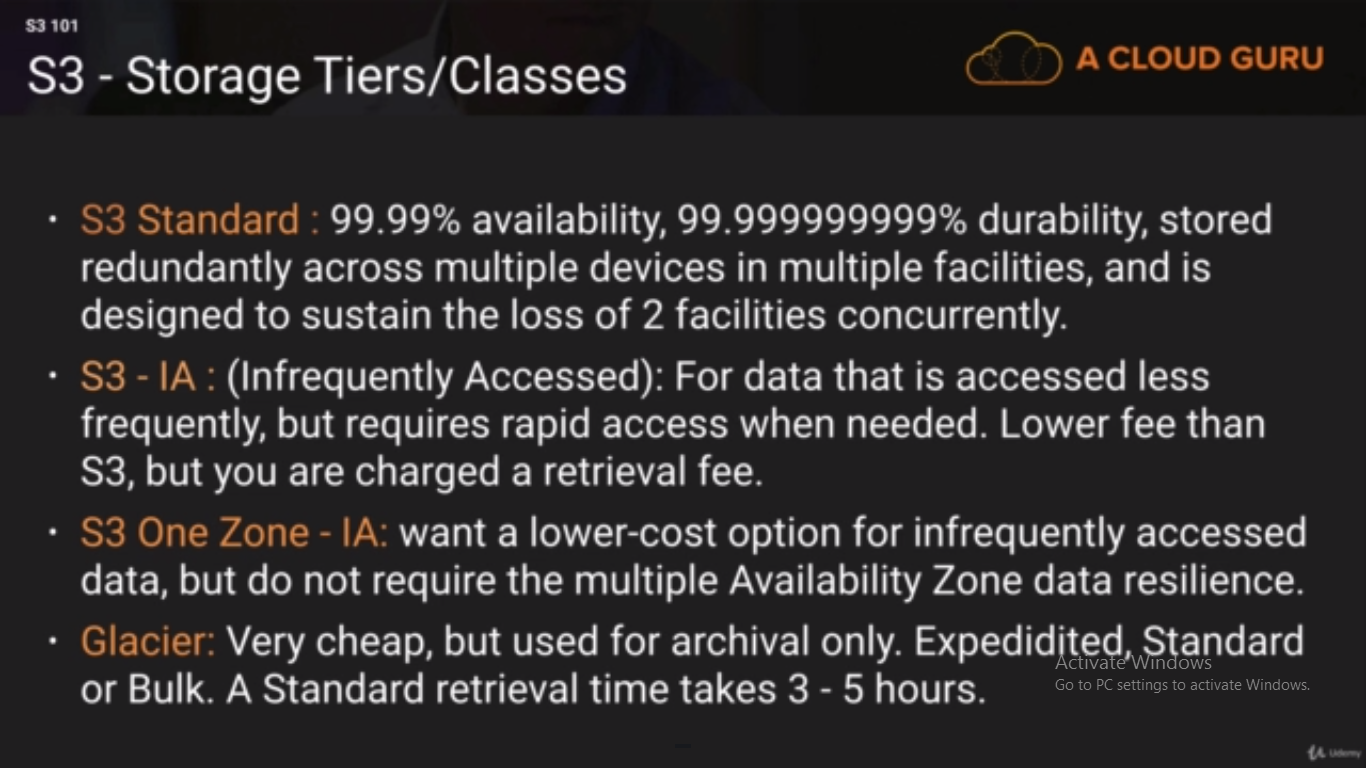 S3 101
S3 - Storage Tiers/Classes
A CLOUD GURU
• S3 Standard : 99.99% availability, 99.999999999% durability, stored
redundantly across multiple devices in multiple facilities, and is
designed to sustain the loss of 2 facilities concurrently.
• S3 - IA : (Infrequently Accessed): For data that is accessed less
frequently, but requires rapid access when needed. Lower fee than
S3, but you are charged a retrieval fee.
• S3 One Zone - IA: want a lower-cost option for infrequently accessed
data, but do not require the multiple Availability Zone data resilience.
• Glacier: Very cheap, but used for archival only. Expedidited, Standard
or Bulk. A Standard retrieval time takes 3 - 5 hours.
Activate Windows
Go to PC settings to activate Windows.
Udemy